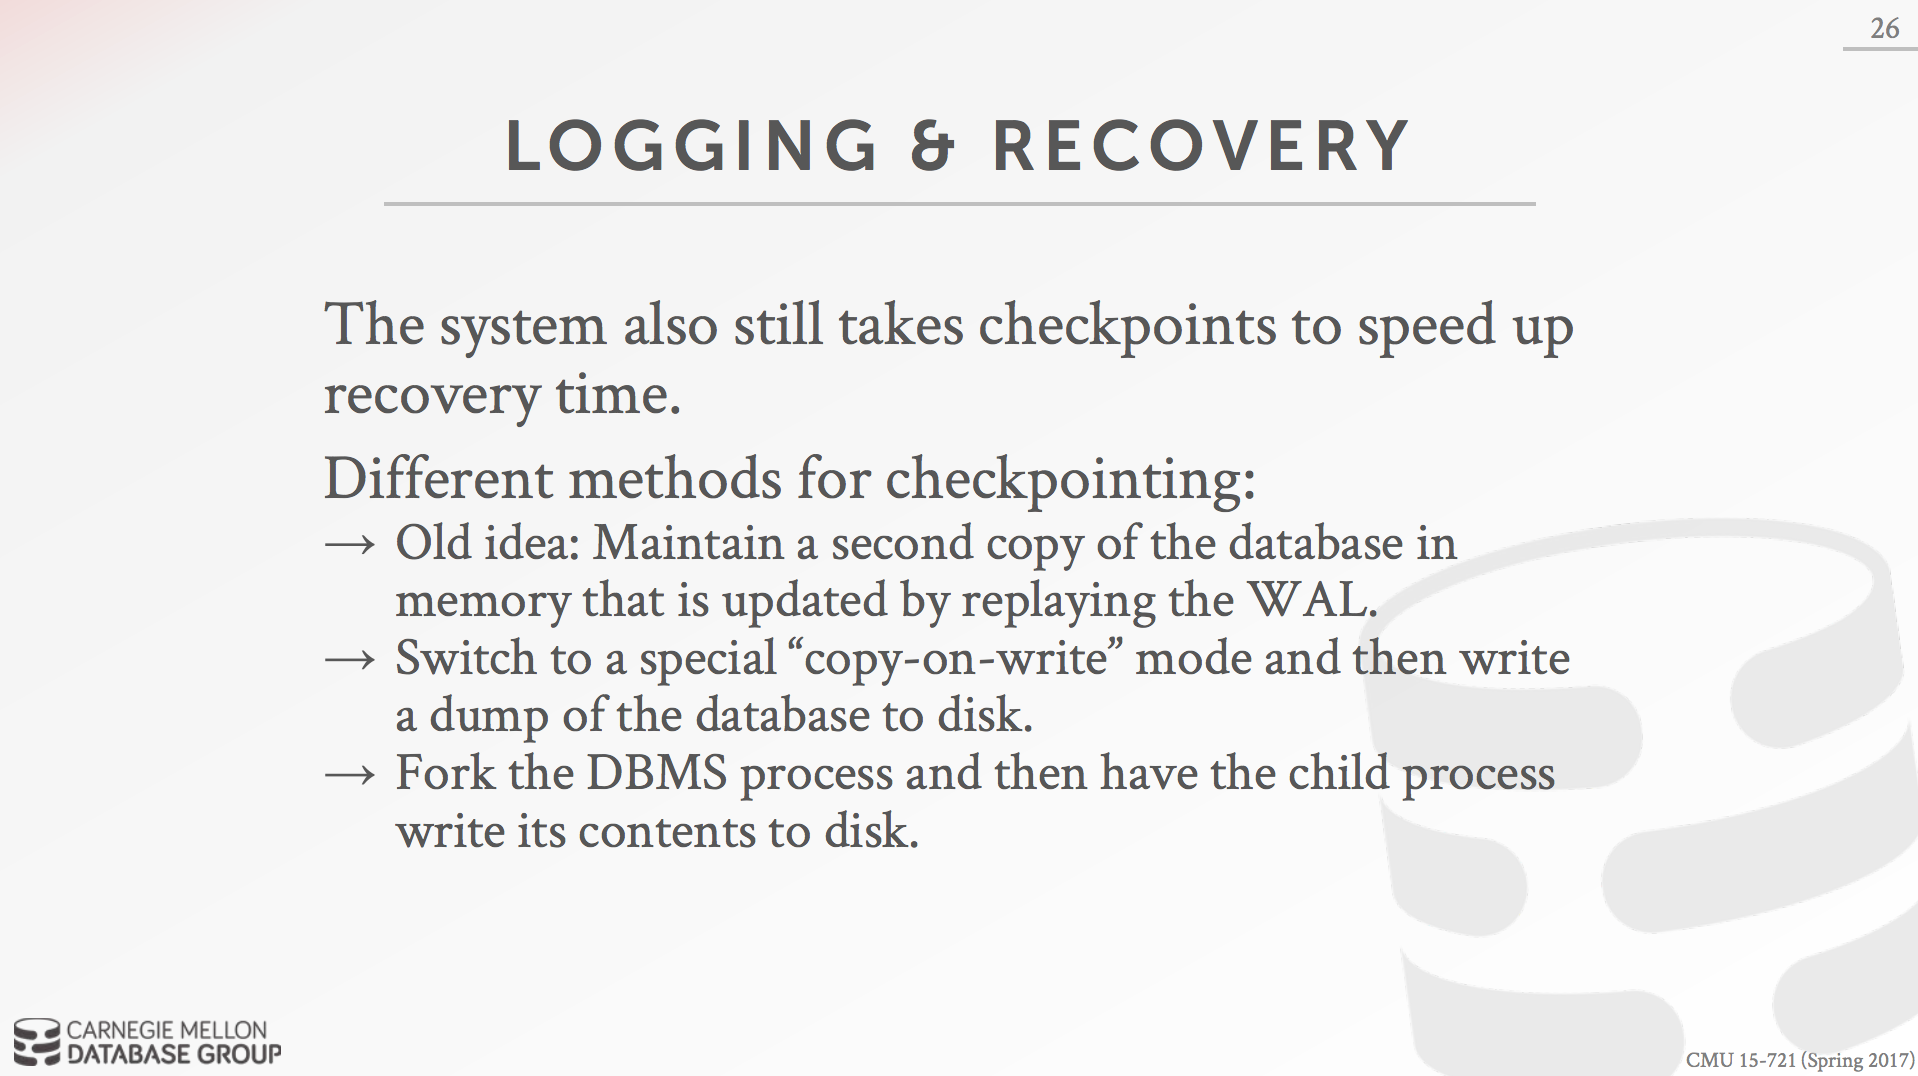 26
LOGGING & RECOVERY
The system also still takes checkpoints to speed up
recovery time.
Different methods for checkpointing:
→ Old idea: Maintain a second copy of the database in
memory that is updated by replaying the WAL.
→ Switch to a special “copy-on-write” mode and then write
a dump of the database to disk.
→ Fork the DBMS process and then have the child process
write its contents to disk.
CARNEGIE MELLON
DATABASE GROUP
CMU 15-721 (Spring 2017)